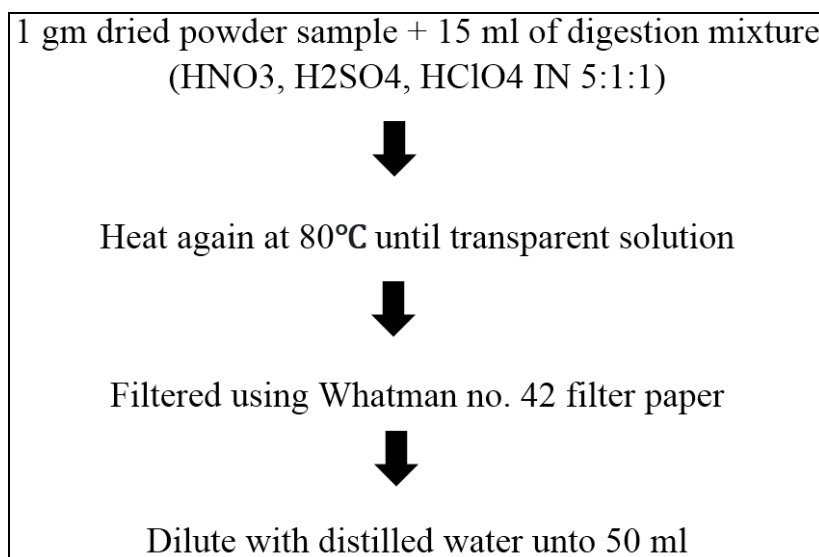 1 gm dried powder sample + 15 ml of digestion mixture
(HNO3, H2SO4, HClO4 IN 5:1:1)
Heat again at 80℃ until transparent solution
Filtered using Whatman no. 42 filter paper
Dilute with distilled water unto 50 ml